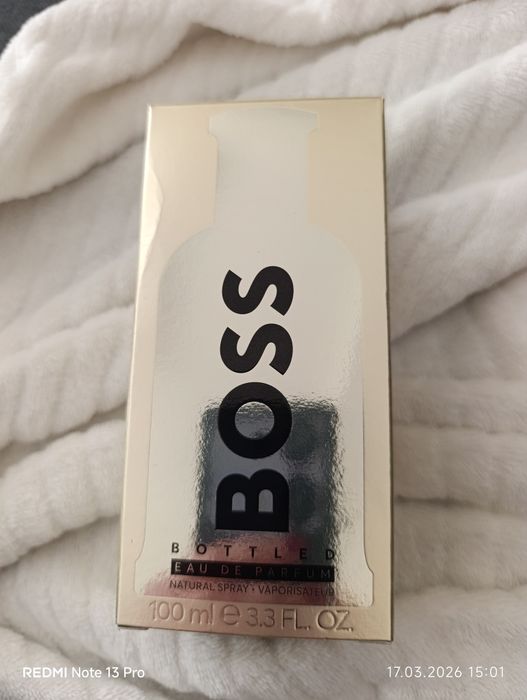 BOSS
BOTTLED
EAU DE PARFUM
NATURAL SPRAY • VAPORISATEUR
100 ml ℮ 3.3 FL. OZ.
REDMI Note 13 Pro
17.03.2026 15:01